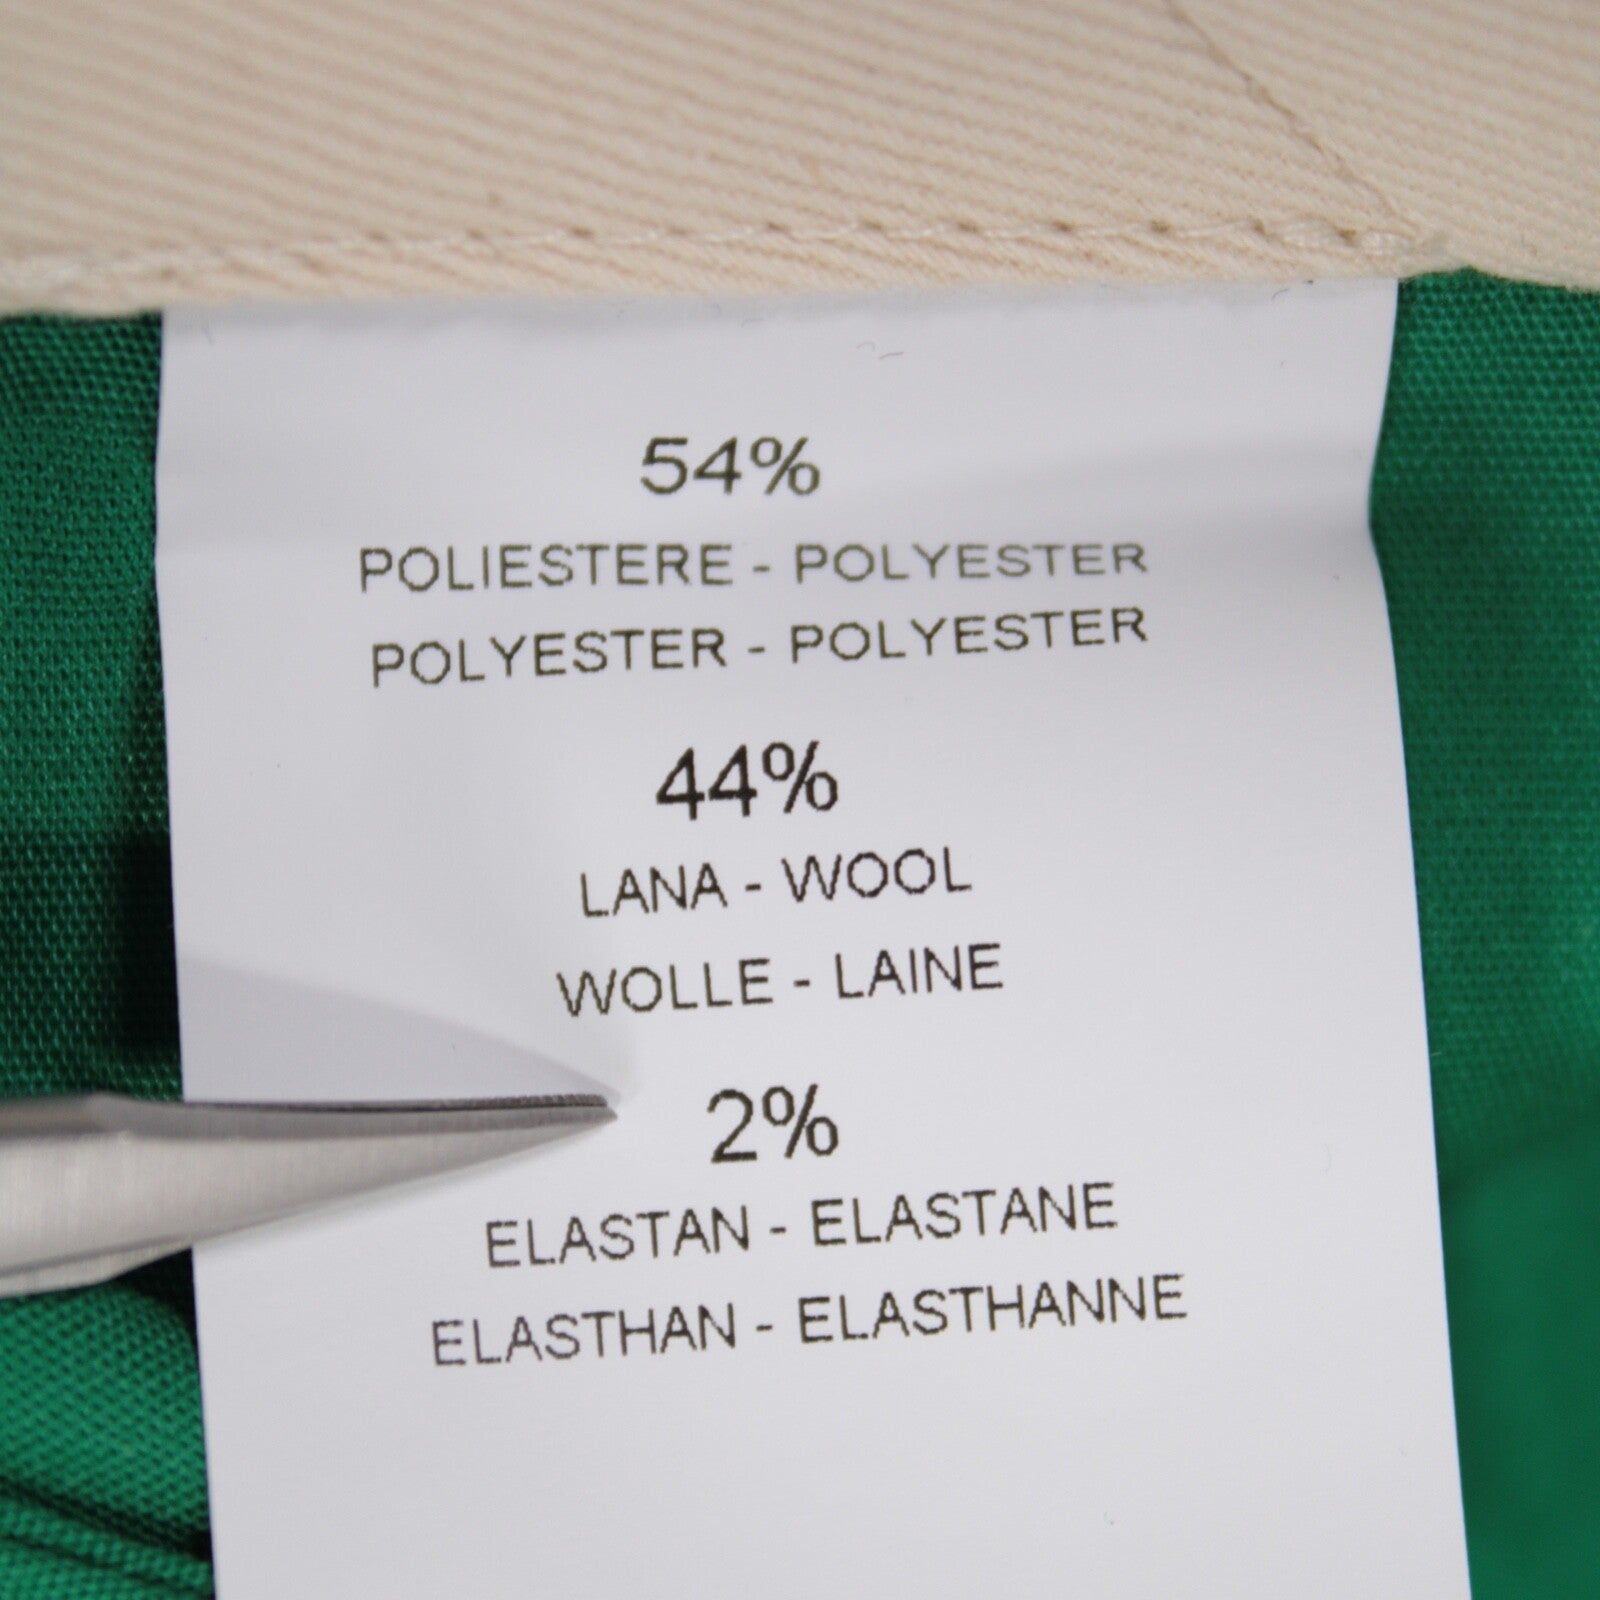 54%
POLIESTERE - POLYESTER
POLYESTER - POLYESTER
44%
LANA - WOOL
WOLLE - LAINE
2%
ELASTAN - ELASTANE
ELASTHAN - ELASTHANNE